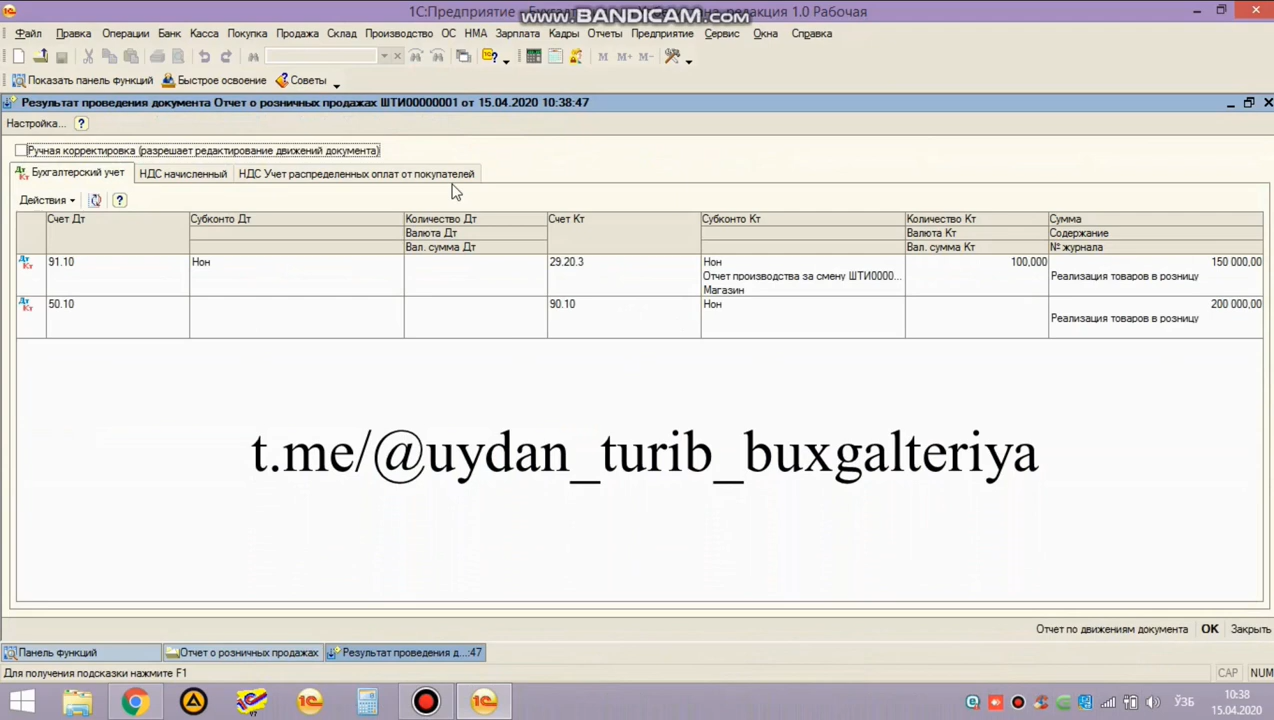 1С:Предприятие - Бухг
www.BANDICAM.com
на, редакция 1.0 Рабочая
Файл Правка Операции Банк Касса Покупка Продажа Склад Производство ОС НМА Зарплата Кадры Отчеты Предприятие Сервис Окна Справка
M M+ M-
Показать панель функций Быстрое освоение Советы
Результат проведения документа Отчет о розничных продажах ШТИ00000001 от 15.04.2020 10:38:47
Настройка... ?
Ручная корректировка (разрешает редактирование движений документа)
Бухгалтерский учет НДС начисленный НДС Учет распределенных оплат от покупателей
Действия ?
Счет Дт Субконто Дт Количество Дт Счет Кт Субконто Кт Количество Кт Сумма
Валюта Дт Валюта Кт Содержание
Вал. сумма Дт Вал. сумма Кт № журнала
91.10 Нон 29.20.3 Нон 100,000 150 000,00
Отчет производства за смену ШТИ0000... Реализация товаров в розницу
Магазин
50.10 90.10 Нон 200 000,00
Реализация товаров в розницу
t.me/@uydan_turib_buxgalteriya
Отчет по движениям документа OK Закрыть
Панель функций Отчет о розничных продажах Результат проведения д...:47
Для получения подсказки нажмите F1 CAP NUM
ЎЗБ 10:38
15.04.2020